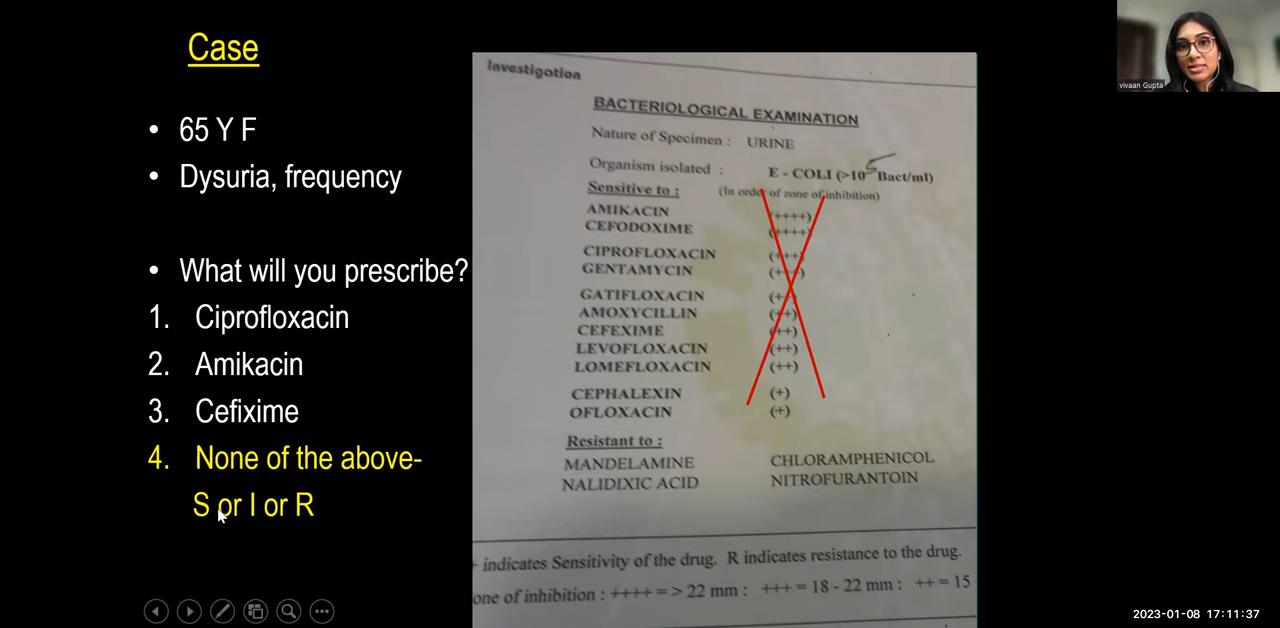 Case
• 65 Y F
• Dysuria, frequency
• What will you prescribe?
1. Ciprofloxacin
2. Amikacin
3. Cefixime
4. None of the above-
S or I or R
Investigation
BACTERIOLOGICAL EXAMINATION
Nature of Specimen : URINE
Organism isolated : E - COLI (>10⁵ Bact/ml)
Sensitive to : (In order of zone of inhibition)
AMIKACIN (++++)
CEFODOXIME (++++)
CIPROFLOXACIN (+++)
GENTAMYCIN (+++)
GATIFLOXACIN
AMOXYCILLIN (++)
CEFEXIME (++)
LEVOFLOXACIN (++)
LOMEFLOXACIN (++)
CEPHALEXIN (+)
OFLOXACIN (+)
Resistant to :
MANDELAMINE CHLORAMPHENICOL
NALIDIXIC ACID NITROFURANTOIN
+ indicates Sensitivity of the drug. R indicates resistance to the drug.
one of inhibition : ++++ = > 22 mm : +++ = 18 - 22 mm : ++ = 15
vivaan Gupta
2023-01-08 17:11:37